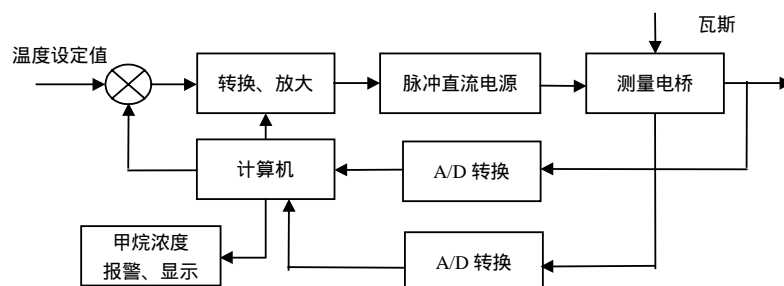 瓦斯
温度设定值
转换、放大
脉冲直流电源
测量电桥
计算机
A/D 转换
甲烷浓度
报警、显示
A/D 转换